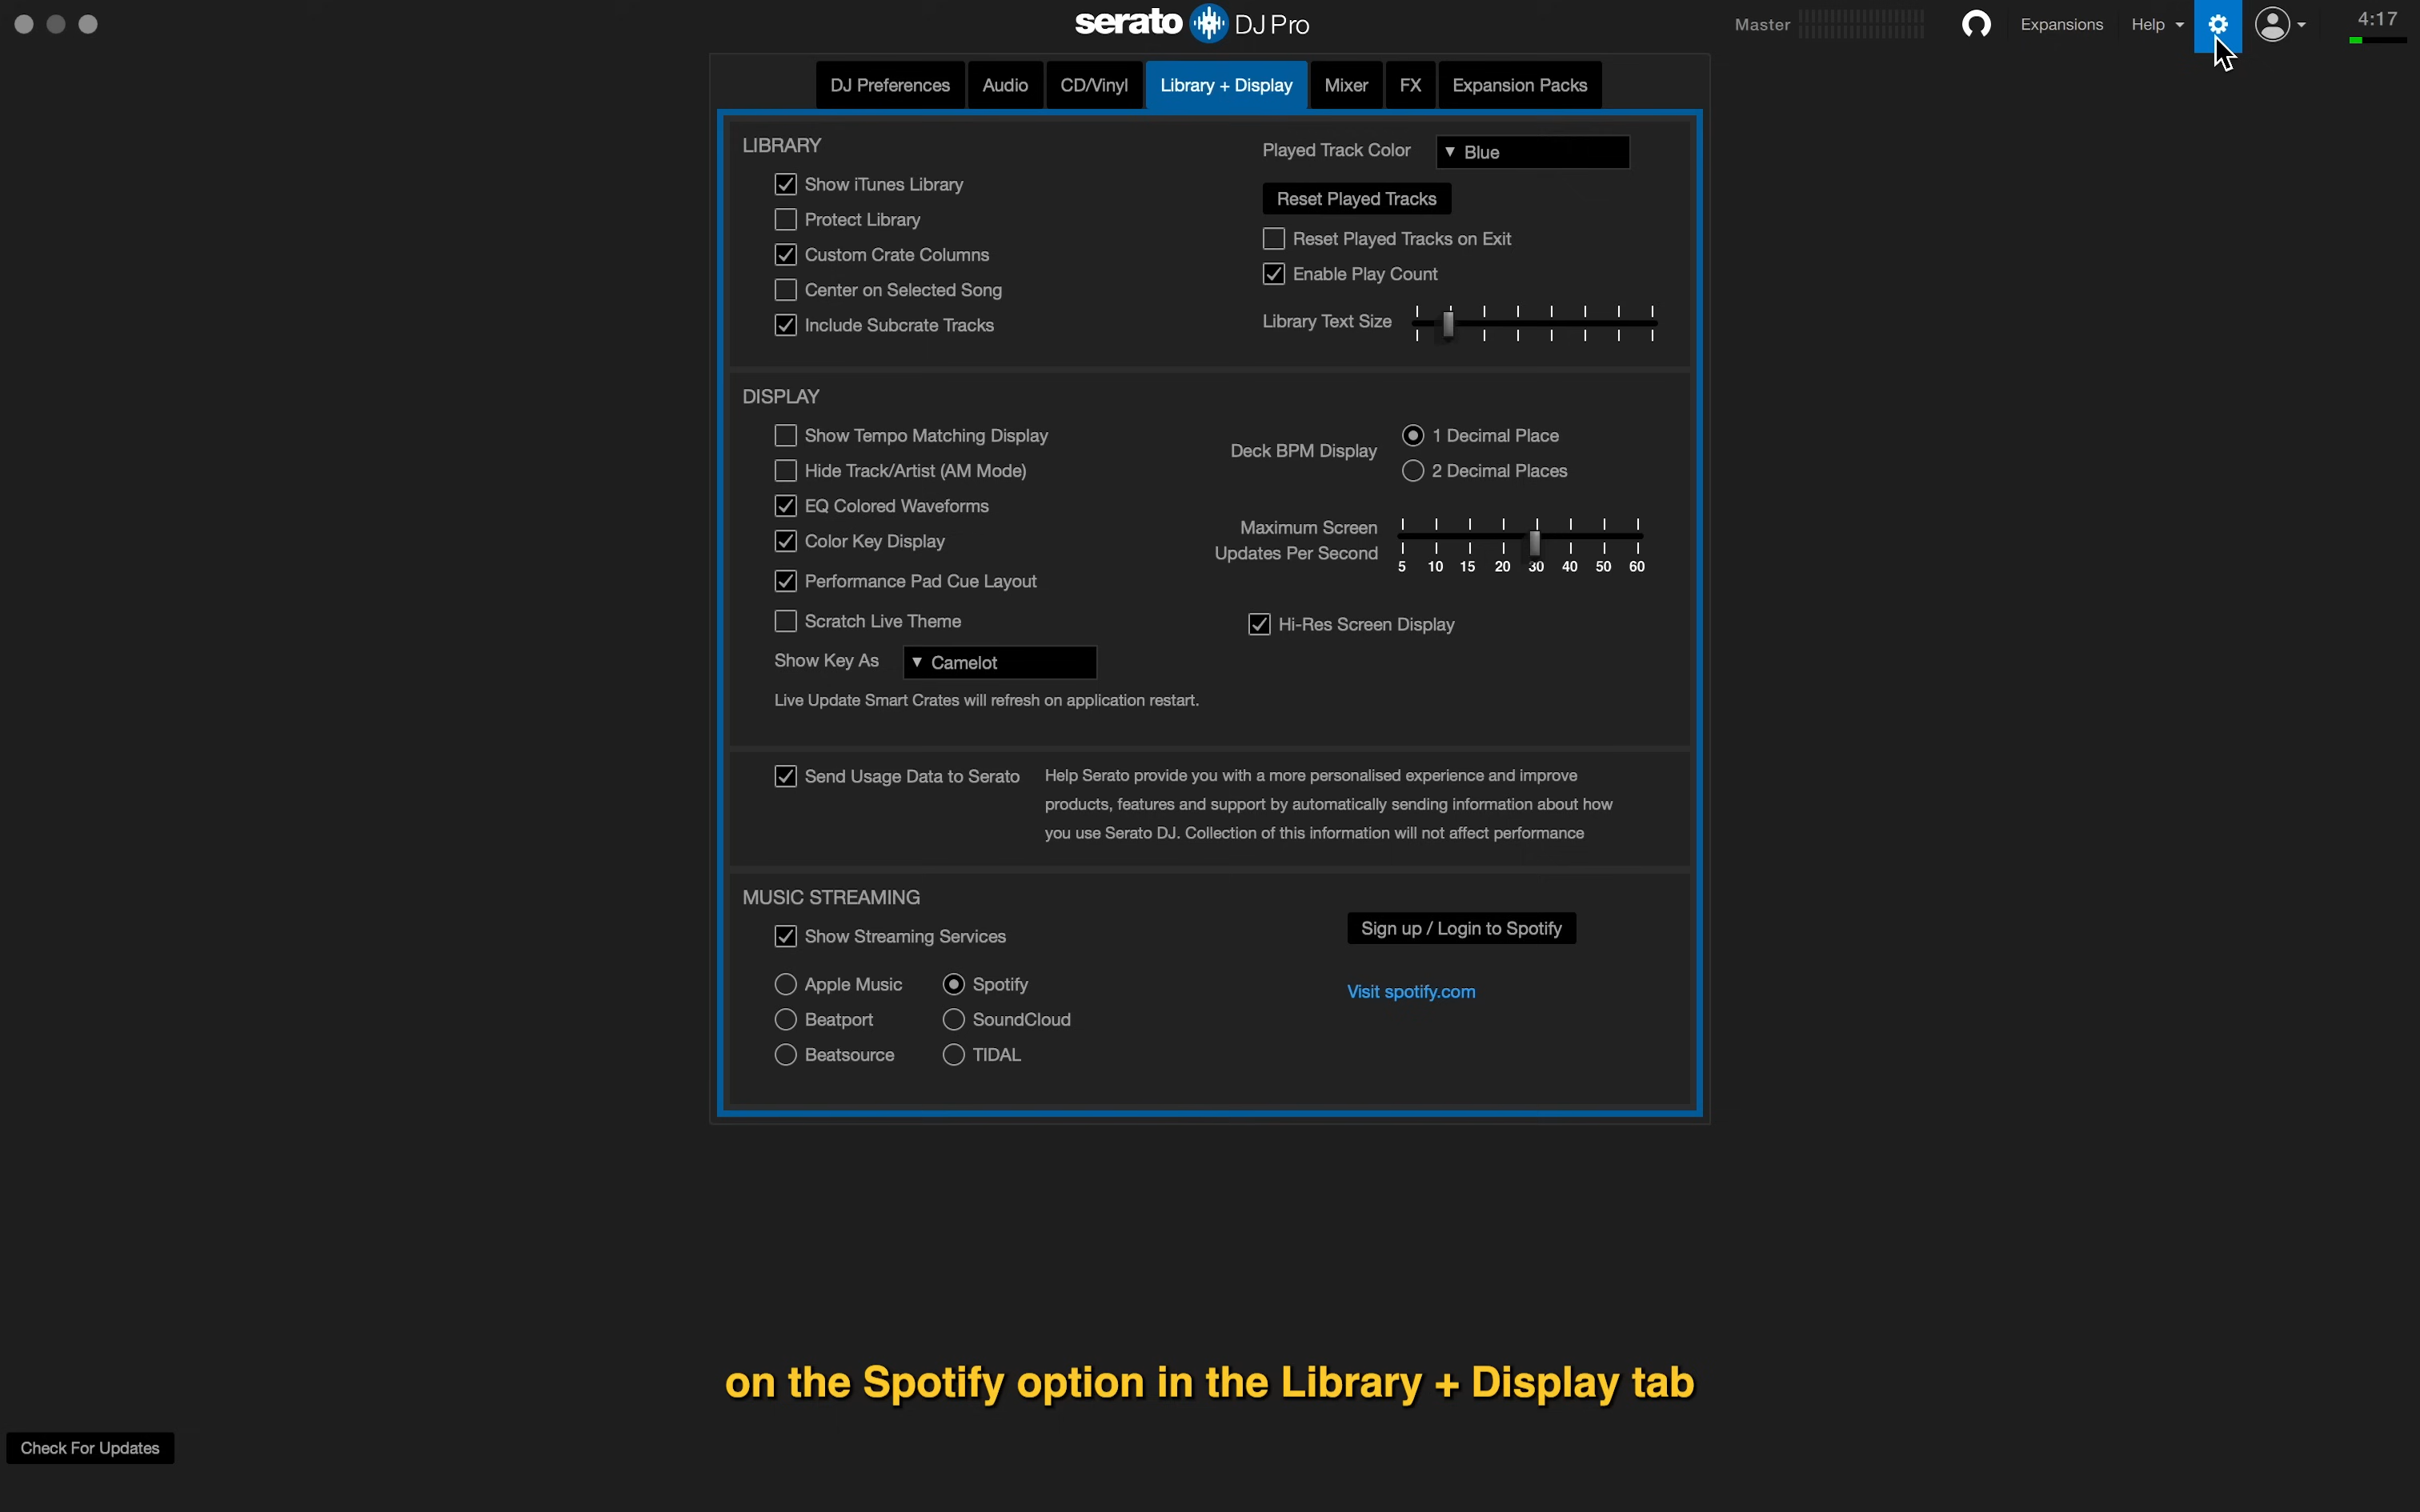 serato DJ Pro
Master
Expansions
Help
4:17
DJ Preferences
Audio
CD/Vinyl
Library + Display
Mixer
FX
Expansion Packs
LIBRARY
Show iTunes Library
Protect Library
Custom Crate Columns
Center on Selected Song
Include Subcrate Tracks
Played Track Color
Blue
Reset Played Tracks
Reset Played Tracks on Exit
Enable Play Count
Library Text Size
DISPLAY
Show Tempo Matching Display
Hide Track/Artist (AM Mode)
EQ Colored Waveforms
Color Key Display
Performance Pad Cue Layout
Scratch Live Theme
Show Key As
Camelot
Live Update Smart Crates will refresh on application restart.
Deck BPM Display
1 Decimal Place
2 Decimal Places
Maximum Screen
Updates Per Second
5 10 15 20 30 40 50 60
Hi-Res Screen Display
Send Usage Data to Serato
Help Serato provide you with a more personalised experience and improve
products, features and support by automatically sending information about how
you use Serato DJ. Collection of this information will not affect performance
MUSIC STREAMING
Show Streaming Services
Apple Music
Spotify
Beatport
SoundCloud
Beatsource
TIDAL
Sign up / Login to Spotify
Visit spotify.com
on the Spotify option in the Library + Display tab
Check For Updates